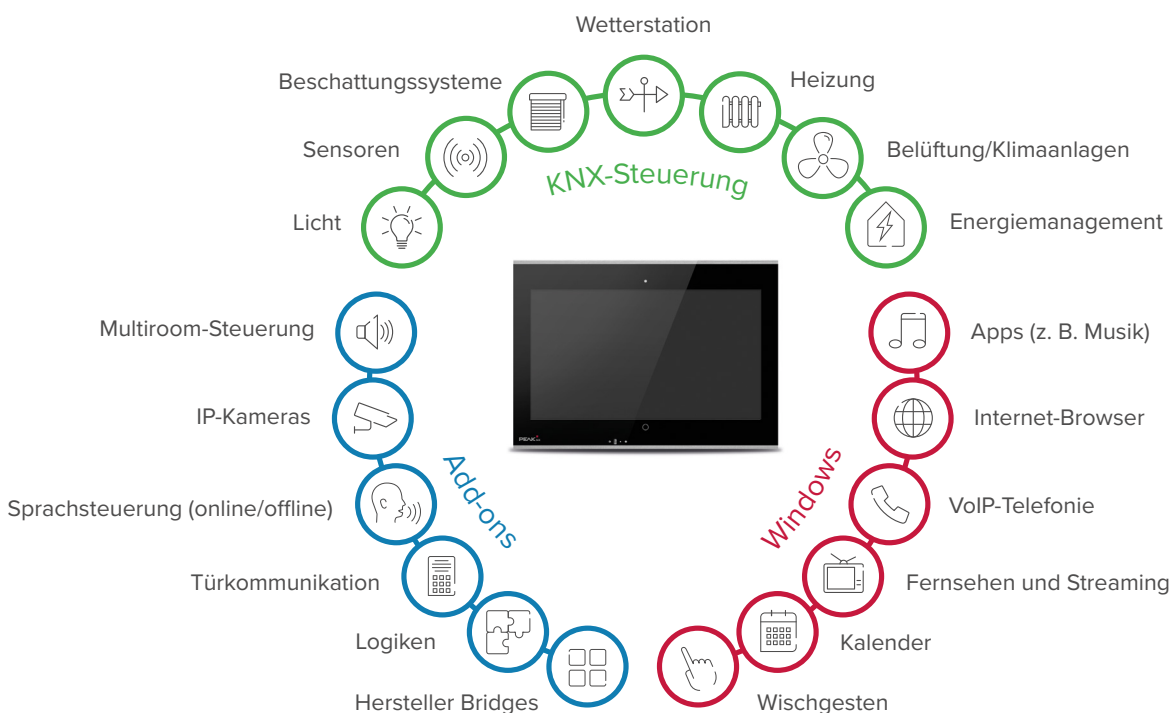 Wetterstation
Beschattungssysteme
Heizung
Sensoren
Belüftung/Klimaanlagen
KNX-Steuerung
Licht
Energiemanagement
Multiroom-Steuerung
Apps (z. B. Musik)
IP-Kameras
Internet-Browser
PEAK
Add-ons
Windows
Sprachsteuerung (online/offline)
VoIP-Telefonie
Türkommunikation
Fernsehen und Streaming
Logiken
Kalender
Hersteller Bridges
Wischgesten